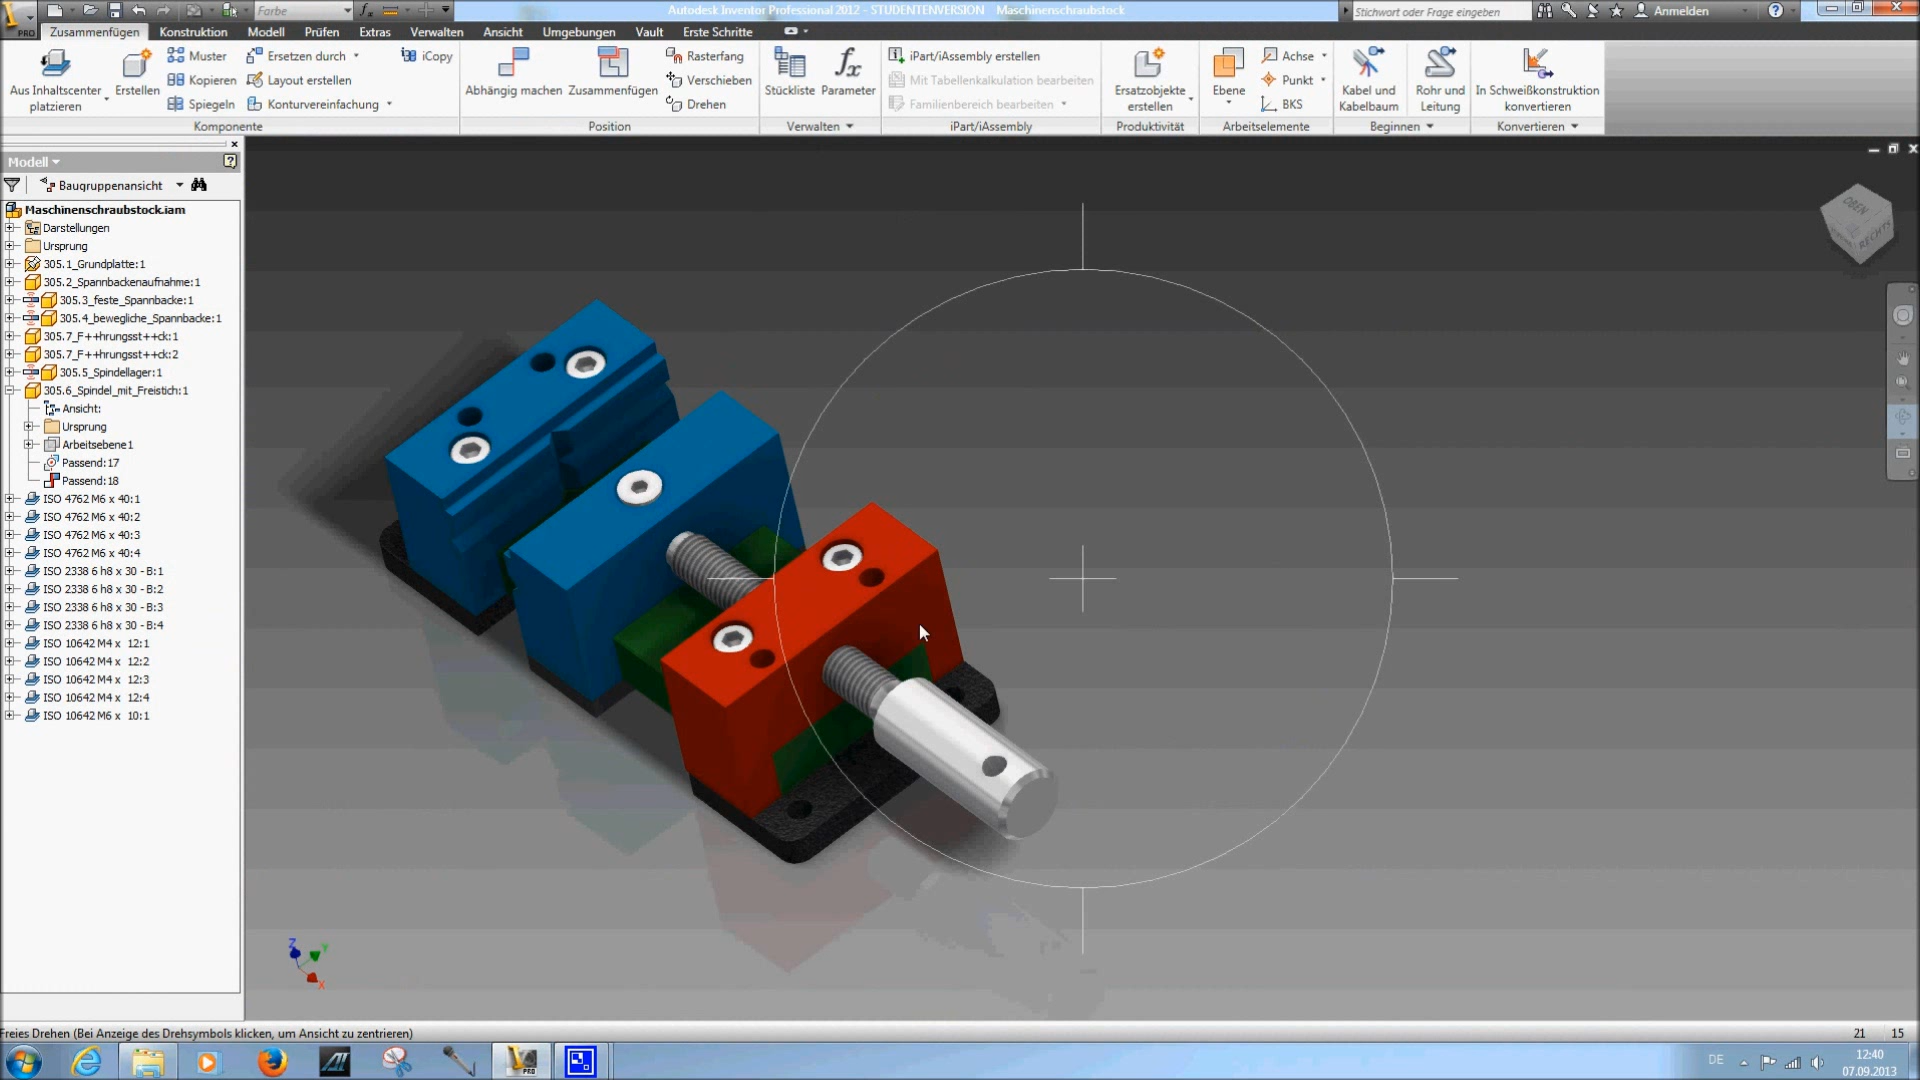 Farbe
Autodesk Inventor Professional 2012 - STUDENTENVERSION Maschinenschraubstock
Stichwort oder Frage eingeben
Anmelden
PRO
Zusammenfügen Konstruktion Modell Prüfen Extras Verwalten Ansicht Umgebungen Vault Erste Schritte
Aus Inhaltscenter platzieren
Erstellen
Muster
Kopieren
Spiegeln
Ersetzen durch
Layout erstellen
Konturvereinfachung
iCopy
Komponente
Abhängig machen
Zusammenfügen
Rasterfang
Verschieben
Drehen
Position
Stückliste
Parameter
Verwalten
iPart/iAssembly erstellen
Mit Tabellenkalkulation bearbeiten
Familienbereich bearbeiten
iPart/iAssembly
Ersatzobjekte erstellen
Produktivität
Ebene
Achse
Punkt
BKS
Arbeitselemente
Kabel und Kabelbaum
Rohr und Leitung
Beginnen
In Schweißkonstruktion konvertieren
Konvertieren
Modell
Baugruppenansicht
Maschinenschraubstock.iam
Darstellungen
Ursprung
305.1_Grundplatte:1
305.2_Spannbackenaufnahme:1
305.3_feste_Spannbacke:1
305.4_bewegliche_Spannbacke:1
305.7_F++hrungsst++ck:1
305.7_F++hrungsst++ck:2
305.5_Spindellager:1
305.6_Spindel_mit_Freistich:1
Ansicht:
Ursprung
Arbeitsebene1
Passend:17
Passend:18
ISO 4762 M6 x 40:1
ISO 4762 M6 x 40:2
ISO 4762 M6 x 40:3
ISO 4762 M6 x 40:4
ISO 2338 6 h8 x 30 - B:1
ISO 2338 6 h8 x 30 - B:2
ISO 2338 6 h8 x 30 - B:3
ISO 2338 6 h8 x 30 - B:4
ISO 10642 M4 x 12:1
ISO 10642 M4 x 12:2
ISO 10642 M4 x 12:3
ISO 10642 M4 x 12:4
ISO 10642 M6 x 10:1
OBEN
RECHTS
Z
Y
X
Freies Drehen (Bei Anzeige des Drehsymbols klicken, um Ansicht zu zentrieren)
21 15
DE
12:40
07.09.2013